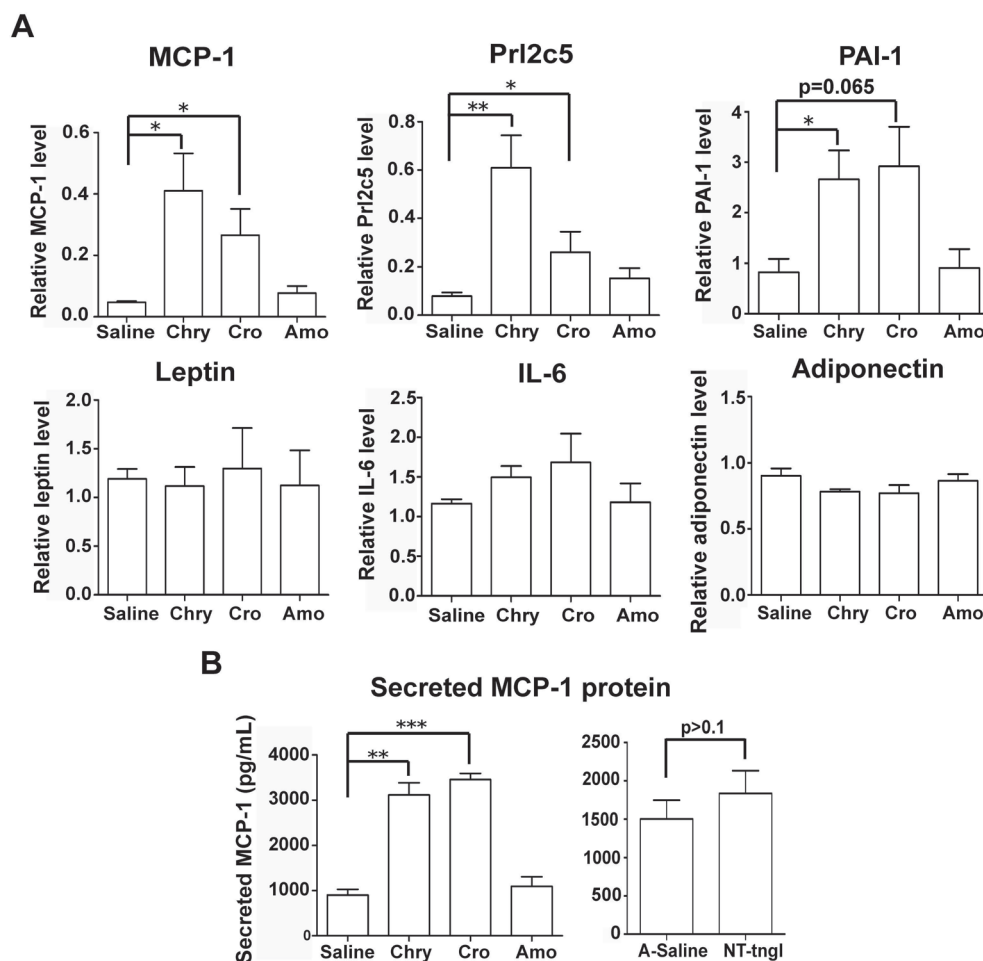 A
MCP-1
Relative MCP-1 level
0.6
0.4
0.2
0.0
*
*
Saline Chry Cro Amo
Prl2c5
Relative Prl2c5 level
0.8
0.6
0.4
0.2
0.0
*
**
Saline Chry Cro Amo
PAI-1
p=0.065
Relative PAI-1 level
4
3
2
1
0
*
Saline Chry Cro Amo
Leptin
Relative leptin level
2.0
1.5
1.0
0.5
0.0
Saline Chry Cro Amo
IL-6
Relative IL-6 level
2.5
2.0
1.5
1.0
0.5
0.0
Saline Chry Cro Amo
Adiponectin
Relative adiponectin level
1.5
1.0
0.5
0.0
Saline Chry Cro Amo
B
Secreted MCP-1 protein
Secreted MCP-1 (pg/mL)
4000
3000
2000
1000
0
***
**
Saline Chry Cro Amo
p>0.1
2500
2000
1500
1000
500
0
A-Saline NT-tngl